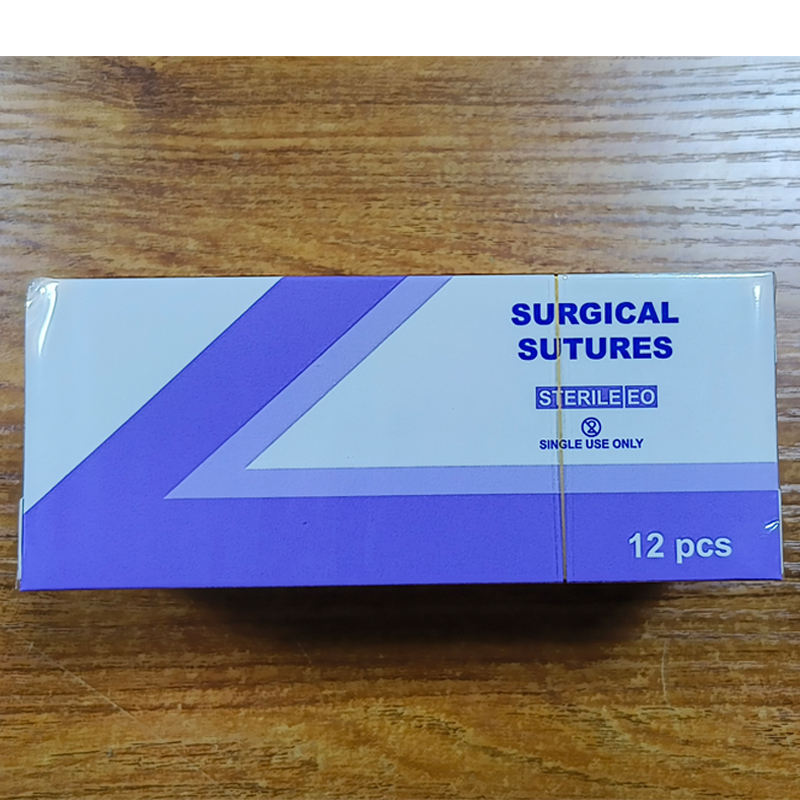 SURGICAL
SUTURES
STERILE EO
SINGLE USE ONLY
12 pcs